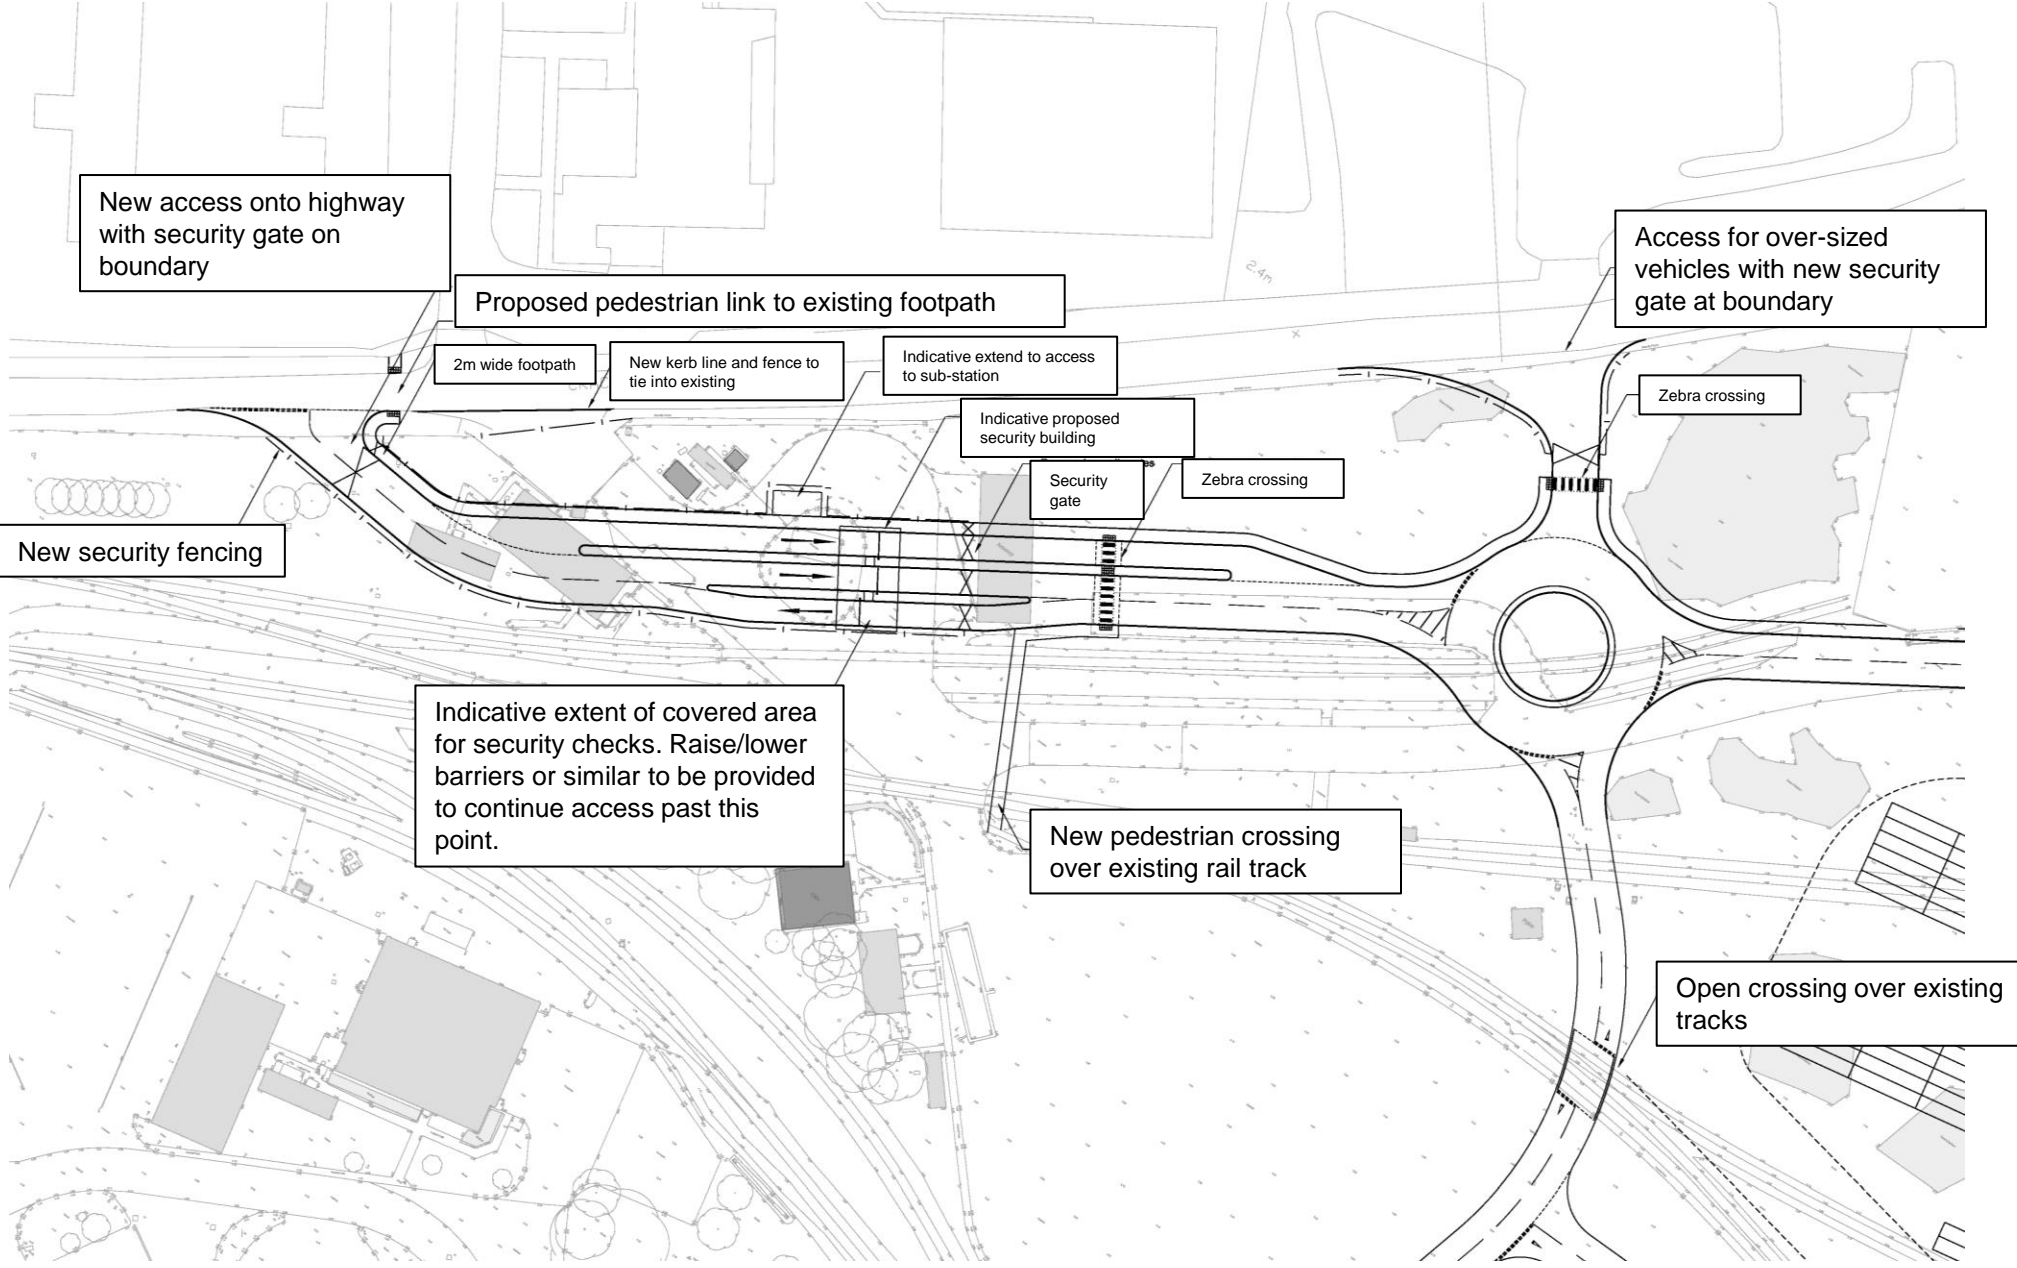 New access onto highway
with security gate on
boundary
Access for over-sized
vehicles with new security
gate at boundary
2.4m
Proposed pedestrian link to existing footpath
2m wide footpath
New kerb line and fence to
tie into existing
Indicative extend to access
to sub-station
Zebra crossing
Indicative proposed
security building
Security
gate
Zebra crossing
New security fencing
Indicative extent of covered area
for security checks. Raise/lower
barriers or similar to be provided
to continue access past this
point.
New pedestrian crossing
over existing rail track
Open crossing over existing
tracks